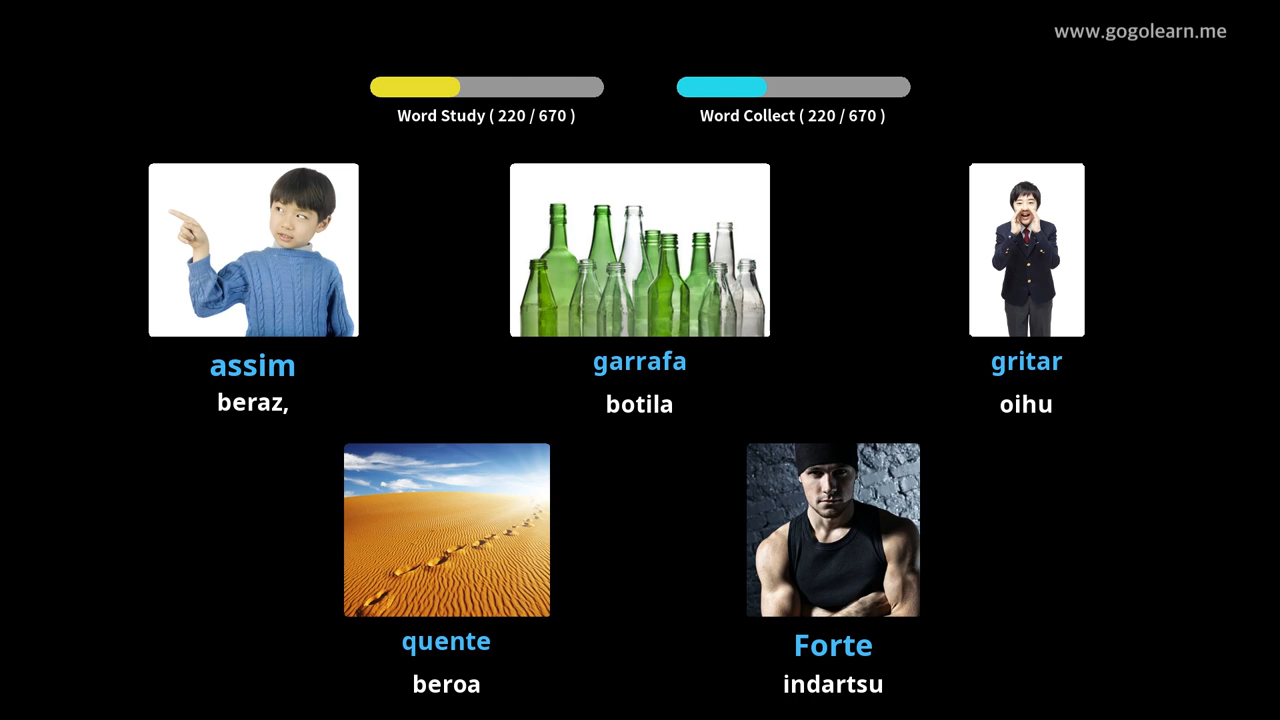 www.gogolearn.me
Word Study ( 220 / 670 )
Word Collect ( 220 / 670 )
assim
beraz,
garrafa
botila
gritar
oihu
quente
beroa
Forte
indartsu